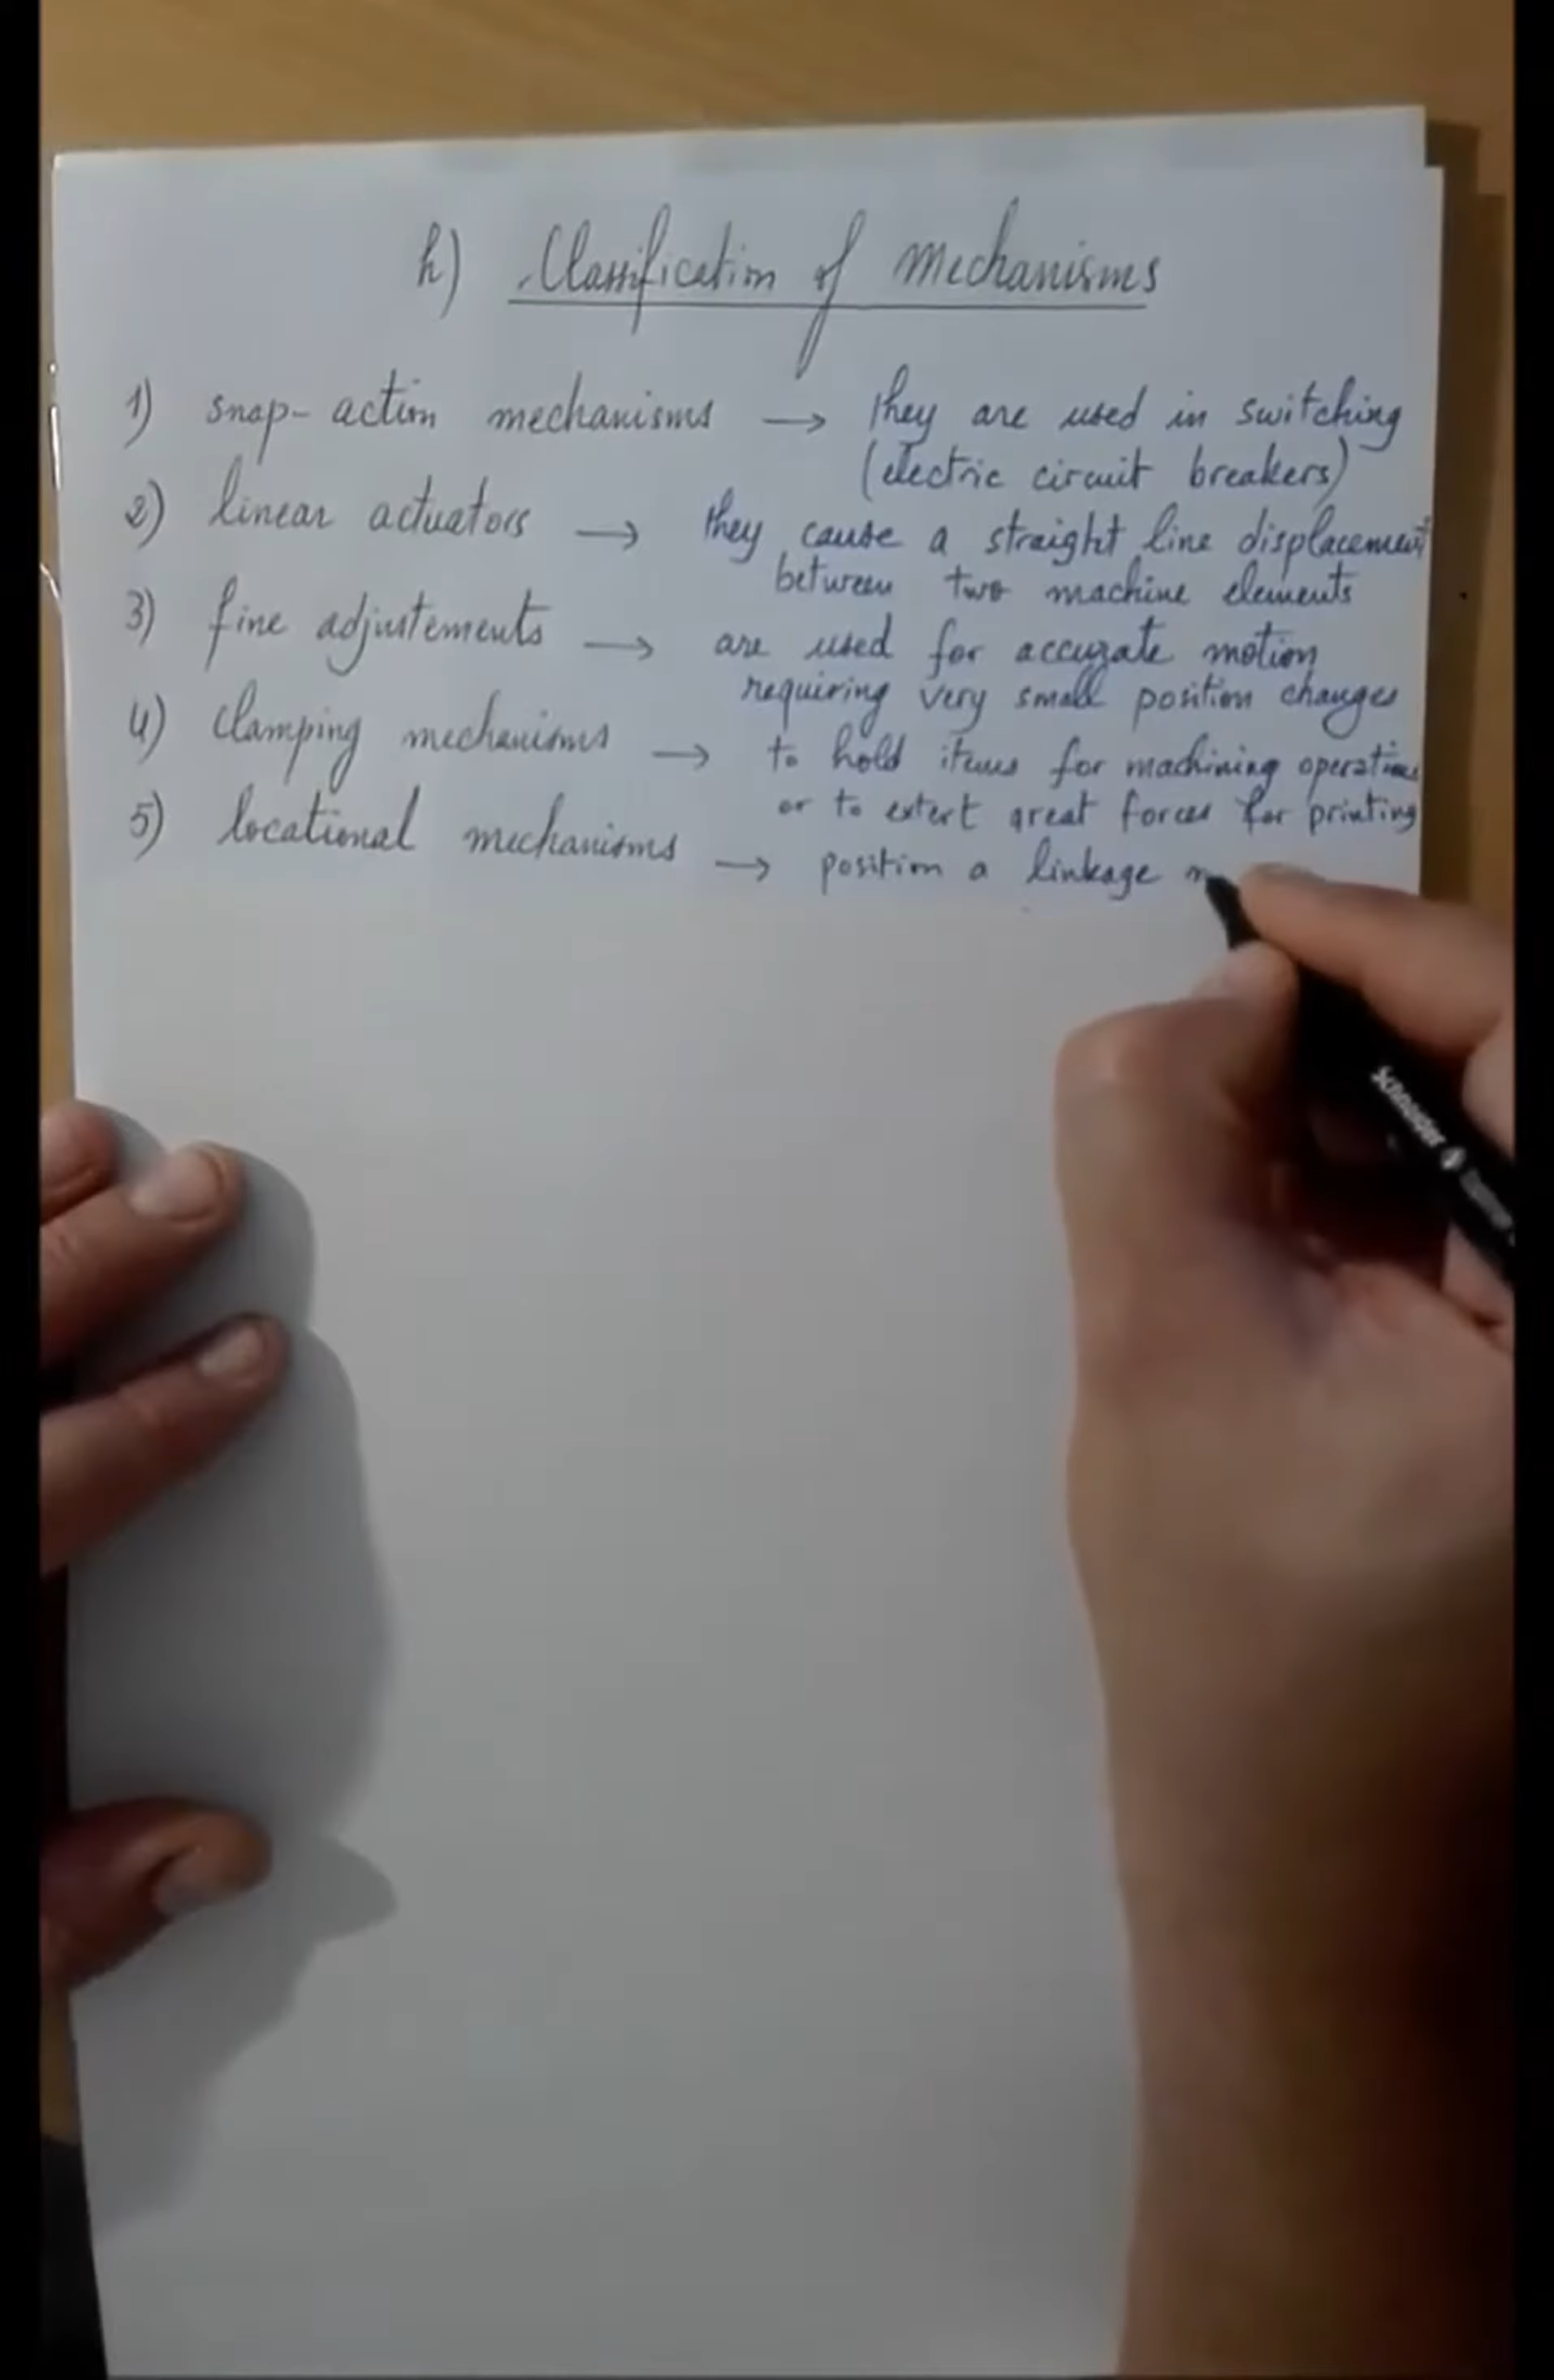 h) Classification of mechanisms
1) snap-action mechanisms → they are used in switching
(electric circuit breakers)
2) linear actuators → they cause a straight line displacement
between two machine elements
3) fine adjustements → are used for accurate motion
requiring very small position changes
4) clamping mechanisms → to hold items for machining operations
or to extert great forces for printing
5) locational mechanisms → position a linkage m
Schneider